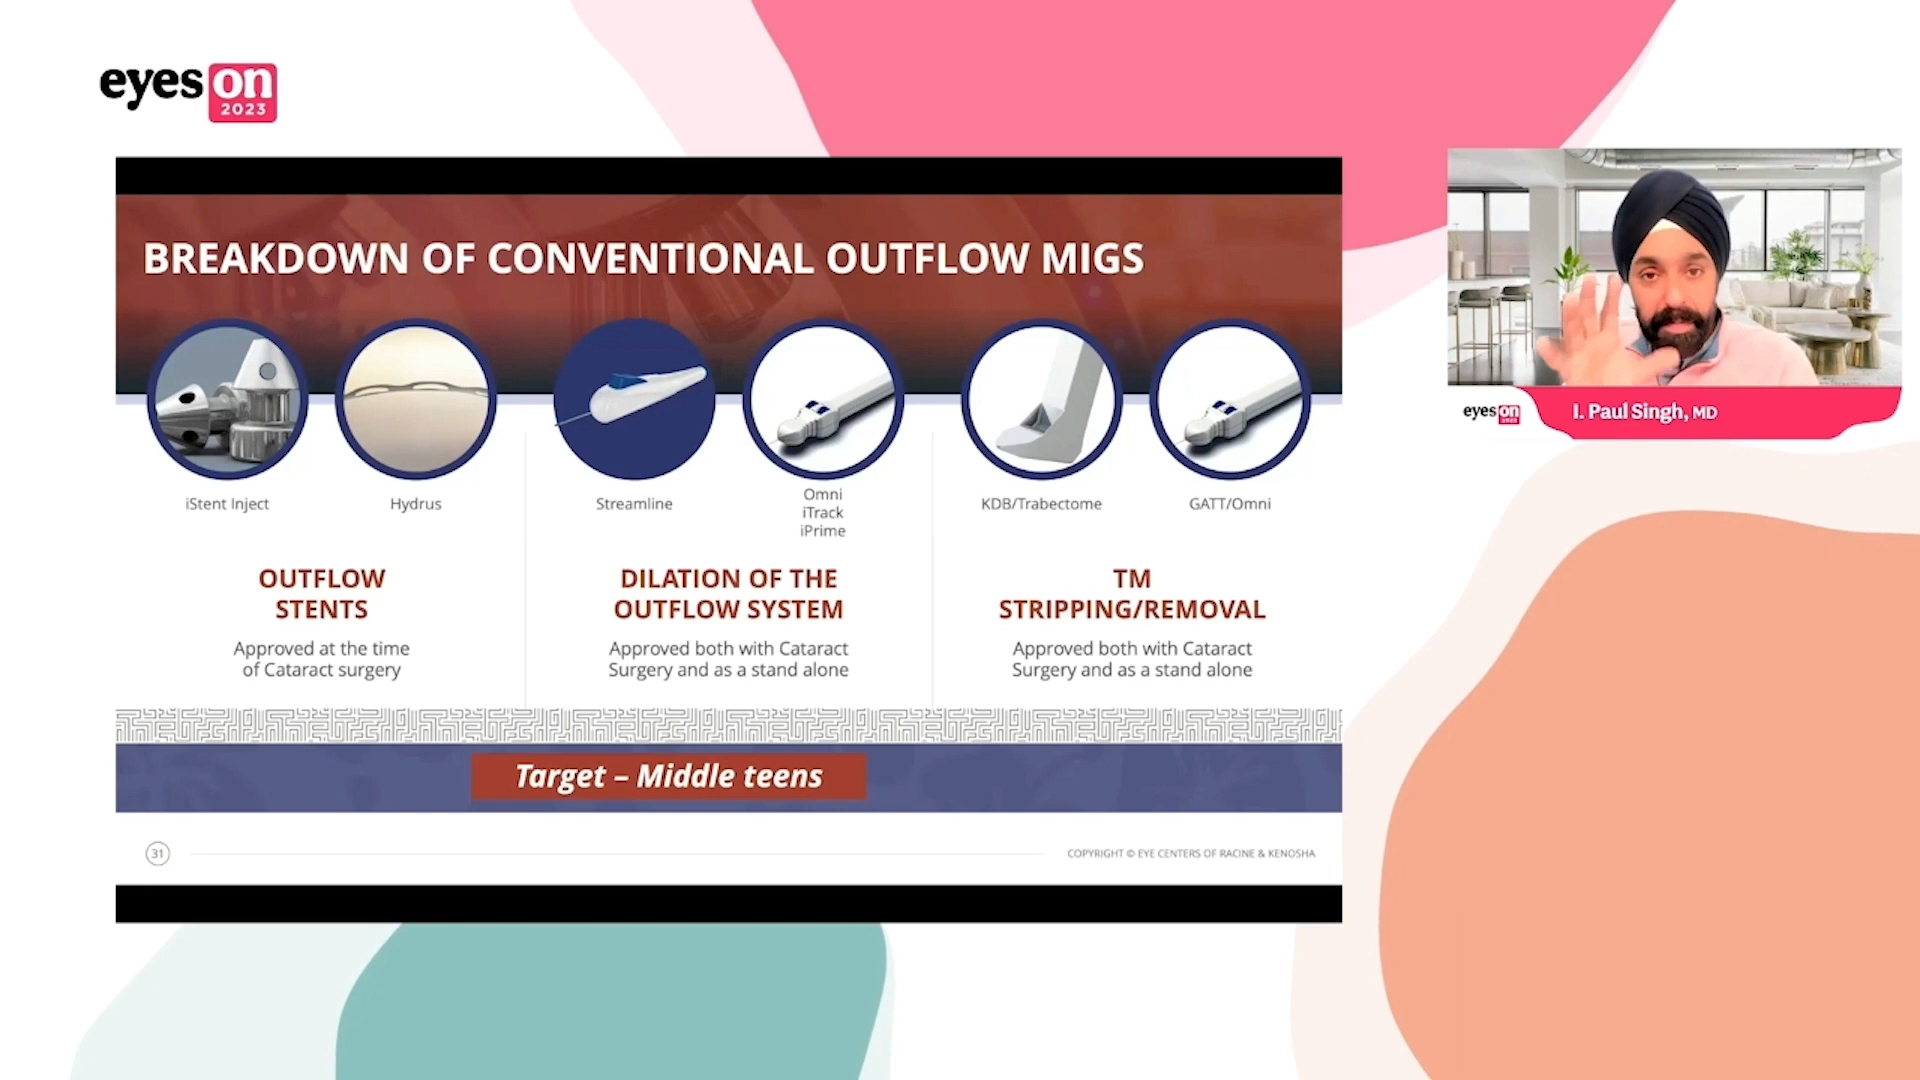 eyes on
2023
BREAKDOWN OF CONVENTIONAL OUTFLOW MIGS
iStent Inject
Hydrus
Streamline
Omni
iTrack
iPrime
KDB/Trabectome
GATT/Omni
OUTFLOW
STENTS
Approved at the time
of Cataract surgery
DILATION OF THE
OUTFLOW SYSTEM
Approved both with Cataract
Surgery and as a stand alone
TM
STRIPPING/REMOVAL
Approved both with Cataract
Surgery and as a stand alone
Target – Middle teens
31
COPYRIGHT © EYE CENTERS OF RACINE & KENOSHA
eyes on
2023
I. Paul Singh, MD